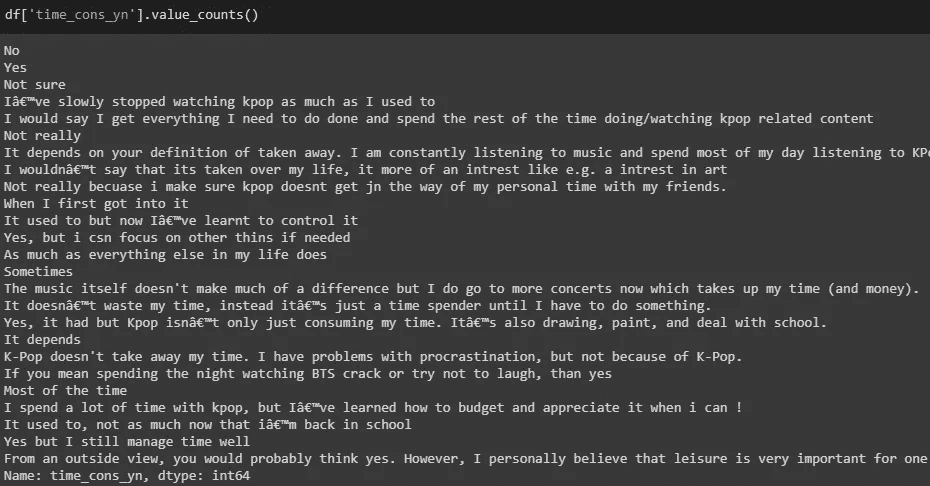 df['time_cons_yn'].value_counts()
No
Yes
Not sure
Iâ€™ve slowly stopped watching kpop as much as I used to
I would say I get everything I need to do done and spend the rest of the time doing/watching kpop related content
Not really
It depends on your definition of taken away. I am constantly listening to music and spend most of my day listening to KPo
I wouldnâ€™t say that its taken over my life, it more of an intrest like e.g. a intrest in art
Not really becuase i make sure kpop doesnt get jn the way of my personal time with my friends.
When I first got into it
It used to but now Iâ€™ve learnt to control it
Yes, but i csn focus on other thins if needed
As much as everything else in my life does
Sometimes
The music itself doesn't make much of a difference but I do go to more concerts now which takes up my time (and money).
It doesnâ€™t waste my time, instead itâ€™s just a time spender until I have to do something.
Yes, it had but Kpop isnâ€™t only just consuming my time. Itâ€™s also drawing, paint, and deal with school.
It depends
K-Pop doesn't take away my time. I have problems with procrastination, but not because of K-Pop.
If you mean spending the night watching BTS crack or try not to laugh, than yes
Most of the time
I spend a lot of time with kpop, but Iâ€™ve learned how to budget and appreciate it when i can !
It used to, not as much now that iâ€™m back in school
Yes but I still manage time well
From an outside view, you would probably think yes. However, I personally believe that leisure is very important for one
Name: time_cons_yn, dtype: int64